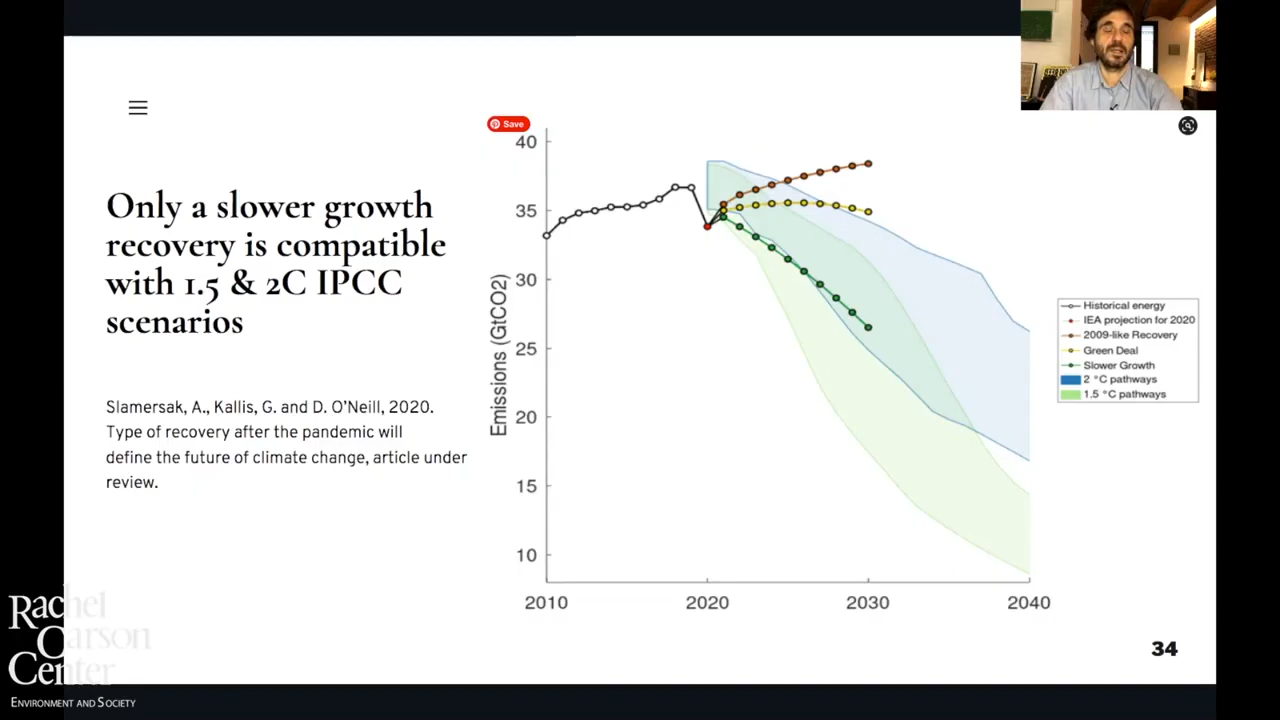 Only a slower growth
recovery is compatible
with 1.5 & 2C IPCC
scenarios
Slamersak, A., Kallis, G. and D. O’Neill, 2020.
Type of recovery after the pandemic will
define the future of climate change, article under
review.
Save
Emissions (GtCO2)
40
35
30
25
20
15
10
2010
2020
2030
2040
Historical energy
IEA projection for 2020
2009-like Recovery
Green Deal
Slower Growth
2 °C pathways
1.5 °C pathways
34
Rachel
Carson
Center
ENVIRONMENT AND SOCIETY